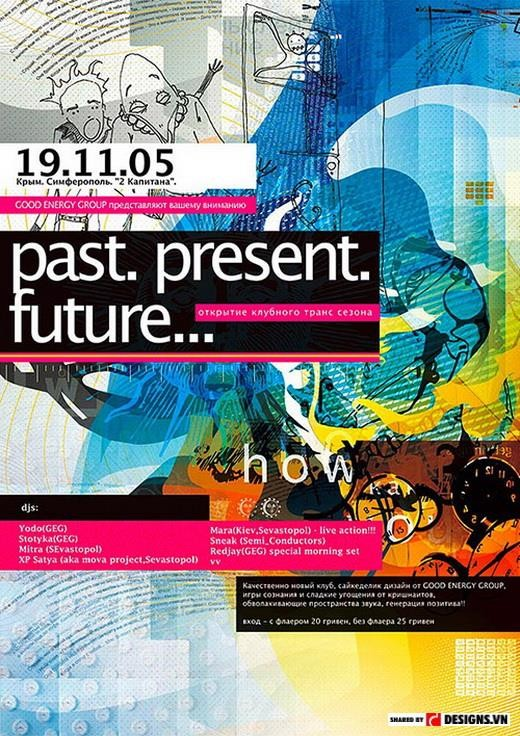 19.11.05
Крым. Симферополь. "2 Капитана".
GOOD ENERGY GROUP представляют вашему вниманию
past. present.
future...
открытие клубного транс сезона
how
djs:
Yodo(GEG)
Stotyka(GEG)
Mitra (SEvastopol)
XP Satya (aka mova project,Sevastopol)
Mara(Kiev,Sevastopol) - live action!!!
Sneak (Semi_Conductors)
Redjay(GEG) special morning set
vv
Качественно новый клуб, сайкеделик дизайн от GOOD ENERGY GROUP,
игры сознания и сладкие угощения от кришнаитов,
обволакивающие пространства звука, генерация позитива!!
вход – с флаером 20 гривен, без флаера 25 гривен
SHARED BY DESIGNS.VN